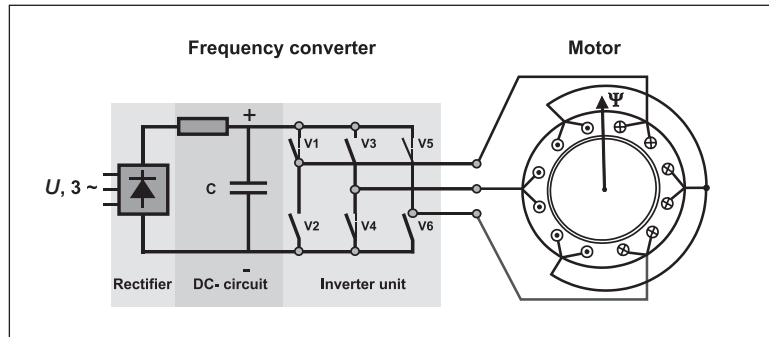 Frequency converter
Motor
Ψ
+
V1
V3
V5
U, 3 ~
C
V2
V4
V6
-
Rectifier
DC- circuit
Inverter unit